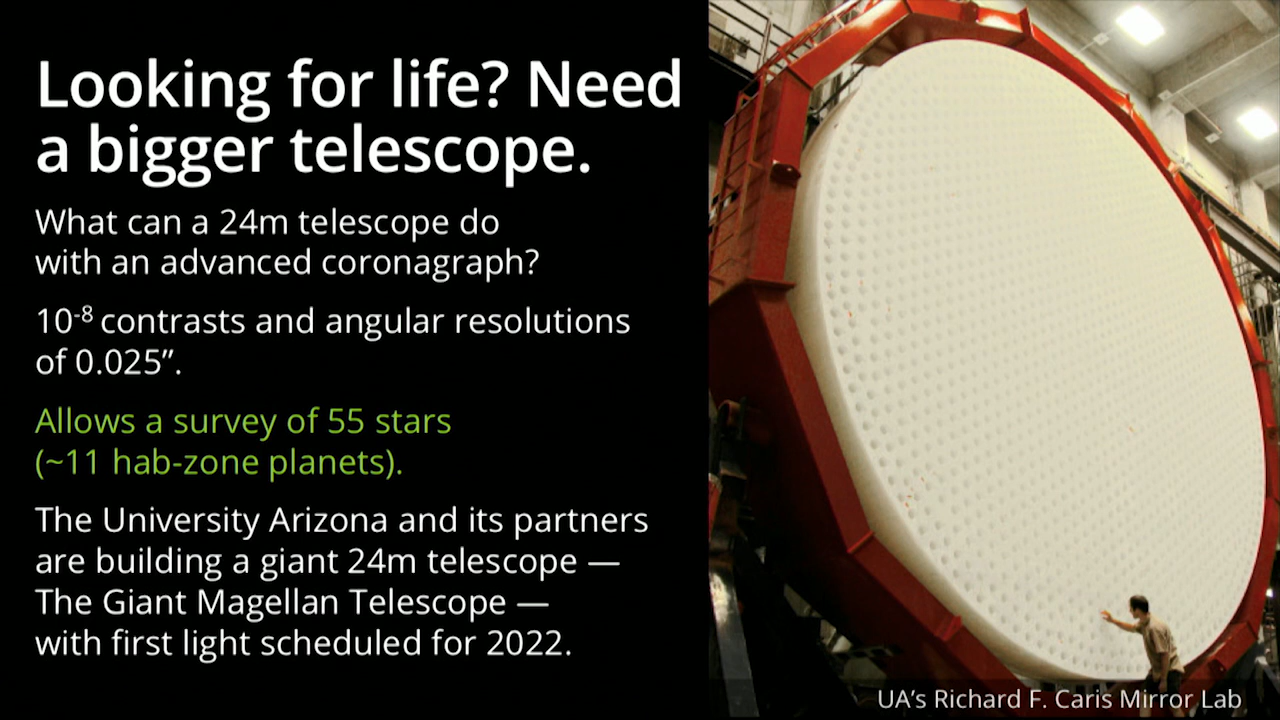 Looking for life? Need
a bigger telescope.
What can a 24m telescope do
with an advanced coronagraph?
10⁻⁸ contrasts and angular resolutions
of 0.025”.
Allows a survey of 55 stars
(~11 hab-zone planets).
The University Arizona and its partners
are building a giant 24m telescope —
The Giant Magellan Telescope —
with first light scheduled for 2022.
UA’s Richard F. Caris Mirror Lab